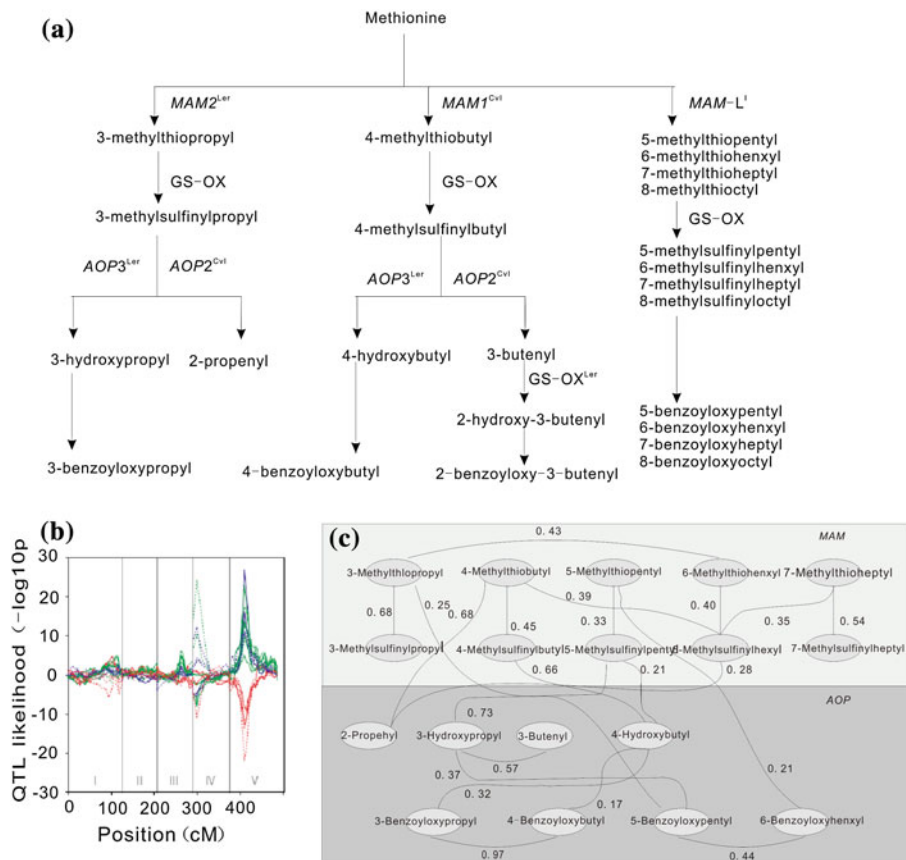 (a)
Methionine
MAM2Ler
MAM1Cvl
MAM-L'
3-methylthiopropyl
4-methylthiobutyl
5-methylthiopentyl
6-methylthiohenxyl
7-methylthioheptyl
8-methylthioctyl
GS-OX
GS-OX
GS-OX
3-methylsulfinylpropyl
4-methylsulfinylbutyl
5-methylsulfinylpentyl
6-methylsulfinylhenxyl
7-methylsulfinylheptyl
8-methylsulfinyloctyl
AOP3Ler
AOP2Cvl
AOP3Ler
AOP2Cvl
3-hydroxypropyl
2-propenyl
4-hydroxybutyl
3-butenyl
GS-OXLer
2-hydroxy-3-butenyl
3-benzoyloxypropyl
4-benzoyloxybutyl
2-benzoyloxy-3-butenyl
5-benzoyloxypentyl
6-benzoyloxyhenxyl
7-benzoyloxyheptyl
8-benzoyloxyoctyl
(b)
QTL likelihood (-log10p
30
20
10
0
-10
-20
-30
I II III IV V
0 100 200 300 400
Position (cM)
(c)
MAM
0. 43
3-Methylthlopropyl
4-Methylthiobutyl
5-Methylthiopentyl
6-Methylthiohenxyl
7-Methylthioheptyl
0. 68
0. 25
0. 68
0. 45
0. 39
0. 33
0. 40
0. 35
0. 54
3-Methylsulfinylpropyl
4-Methylsulfinylbutyl
5-Methylsulfinylpenty
6-Methylsulfinylhexyl
7-Methylsulfinylheptyl
0. 66
0. 21
0. 28
AOP
0. 73
2-Propehyl
3-Hydroxypropyl
3-Butenyl
4-Hydroxybutyl
0. 37
0. 57
0. 32
0. 17
0. 21
3-Benzoyloxypropyl
4-Benzoyloxybutyl
5-Benzoyloxypentyl
6-Benzoyloxyhenxyl
0. 97
0. 44